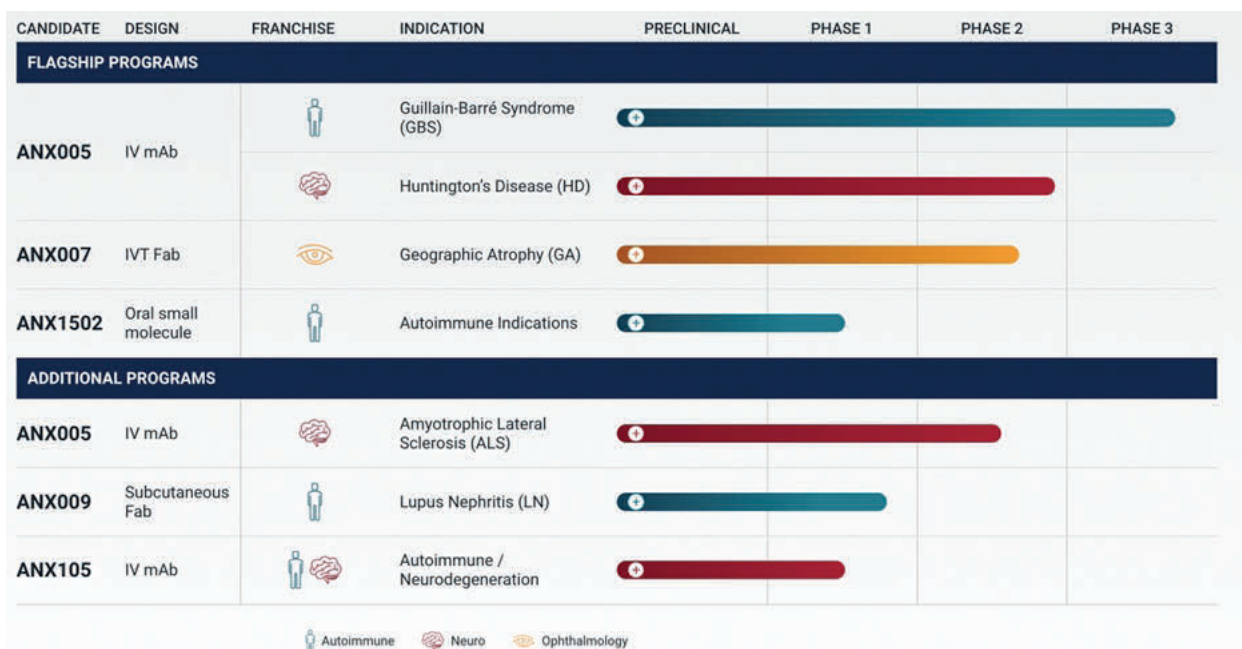 CANDIDATE DESIGN FRANCHISE INDICATION PRECLINICAL PHASE 1 PHASE 2 PHASE 3
FLAGSHIP PROGRAMS
ANX005 IV mAb
Guillain-Barré Syndrome
(GBS)
Huntington's Disease (HD)
ANX007 IVT Fab Geographic Atrophy (GA)
ANX1502
Oral small
molecule
Autoimmune Indications
ADDITIONAL PROGRAMS
ANX005 IV mAb
Amyotrophic Lateral
Sclerosis (ALS)
ANX009
Subcutaneous
Fab
Lupus Nephritis (LN)
ANX105 IV mAb
Autoimmune /
Neurodegeneration
Autoimmune Neuro Ophthalmology